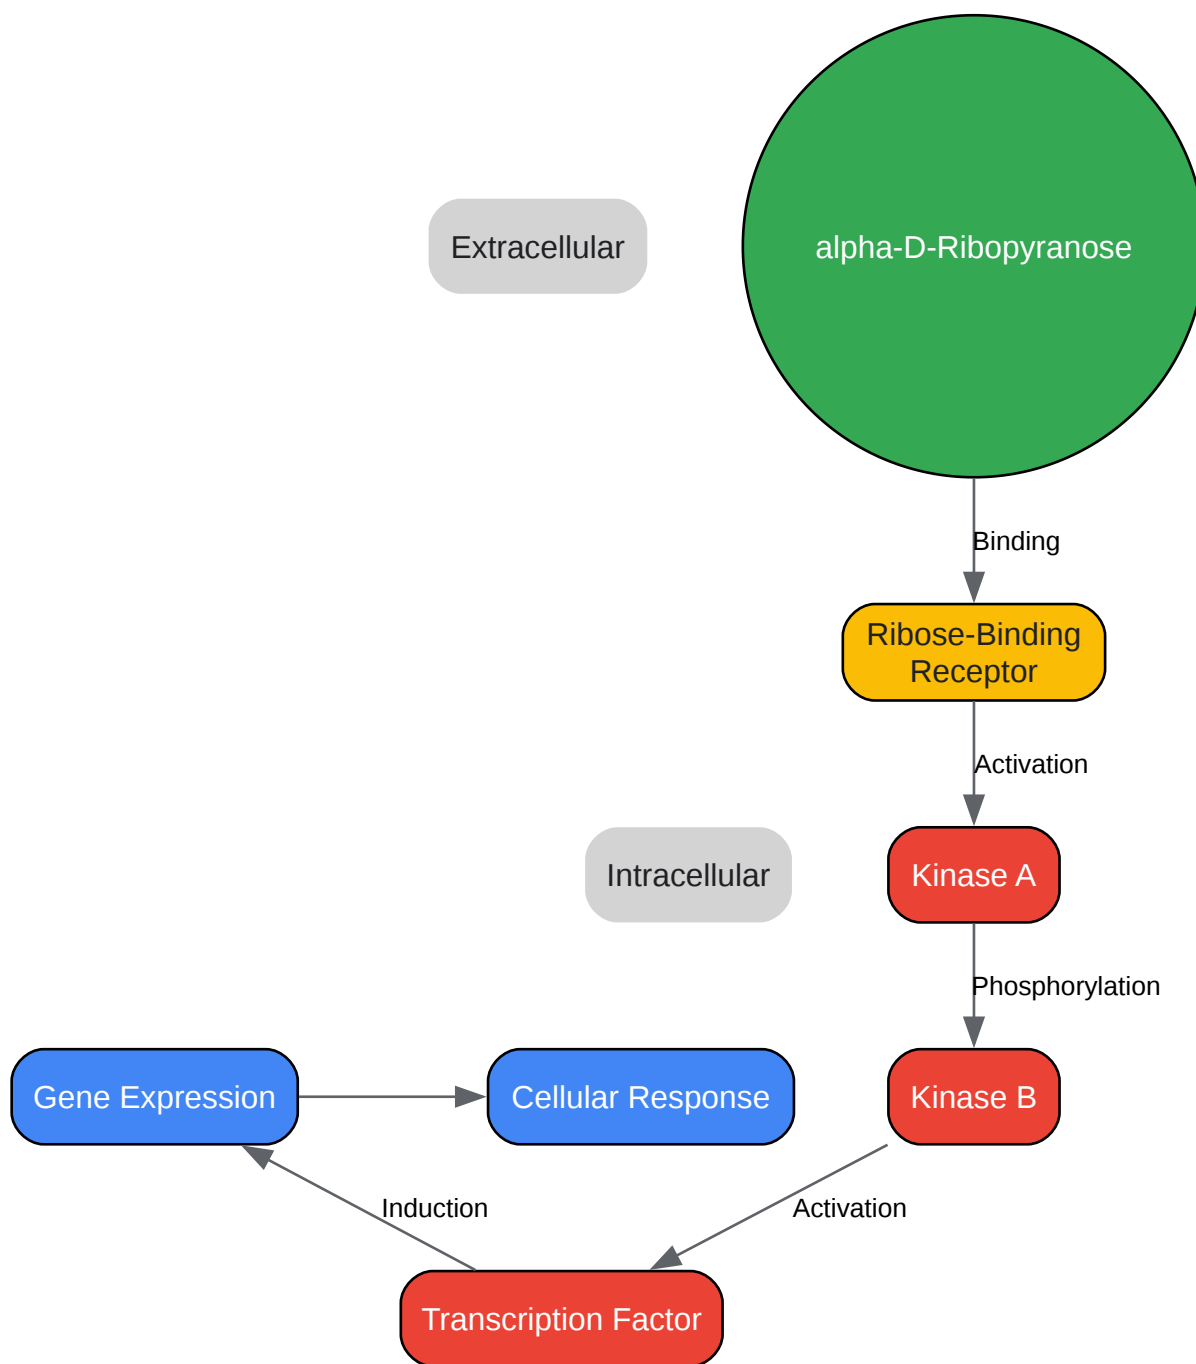 Extracellular
alpha-D-Ribopyranose
Binding
Ribose-Binding
Receptor
Activation
Intracellular
Kinase A
Phosphorylation
Gene Expression
Cellular Response
Kinase B
Induction
Activation
Transcription Factor